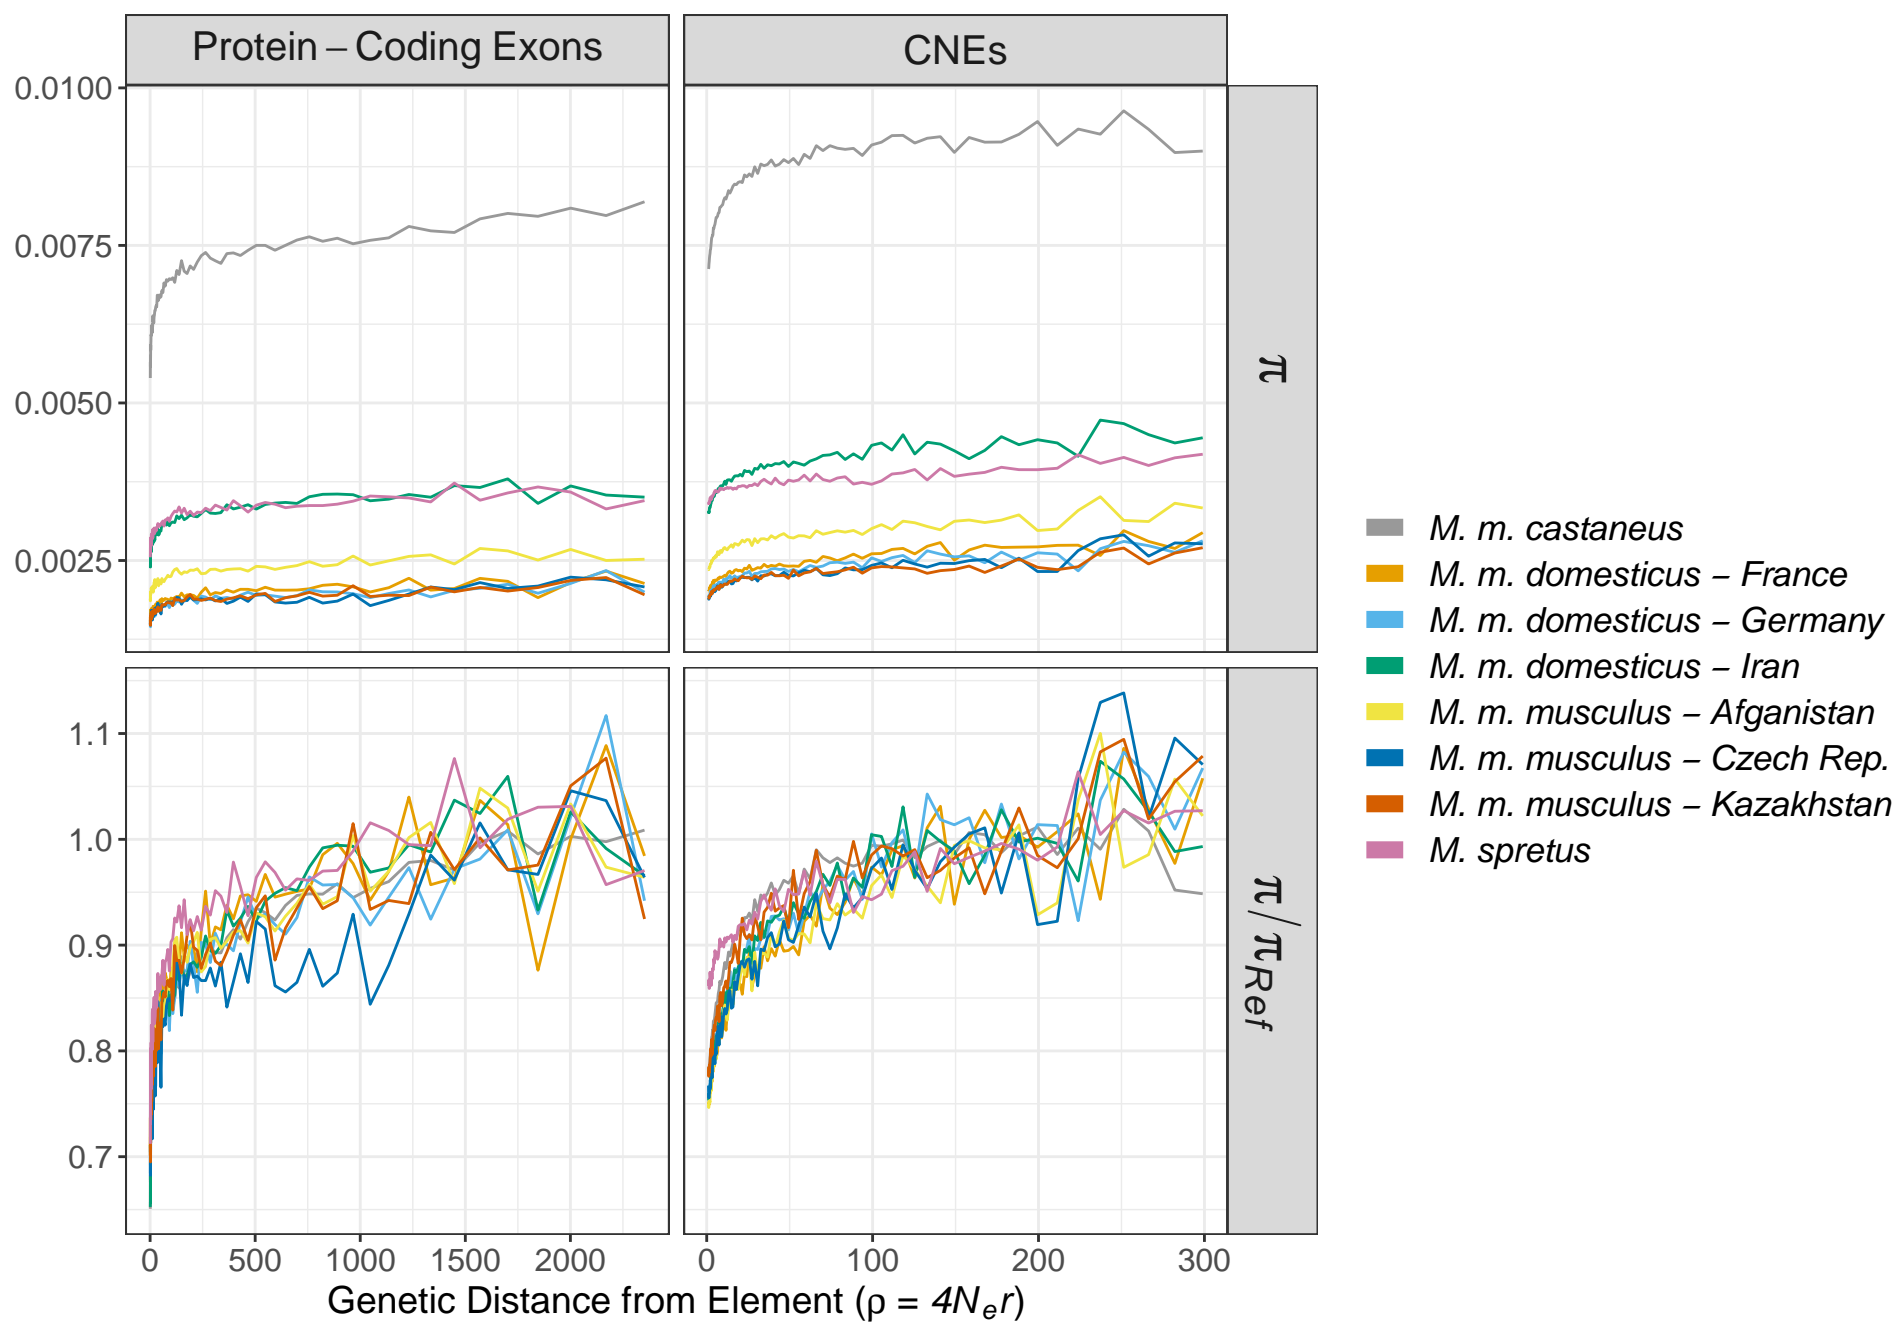 Protein – Coding Exons
CNEs
0.0100
0.0075
0.0050
0.0025
π
1.1
1.0
0.9
0.8
0.7
π/π_Ref
0 500 1000 1500 2000
0 100 200 300
Genetic Distance from Element (ρ = 4N_e r)
M. m. castaneus
M. m. domesticus – France
M. m. domesticus – Germany
M. m. domesticus – Iran
M. m. musculus – Afganistan
M. m. musculus – Czech Rep.
M. m. musculus – Kazakhstan
M. spretus